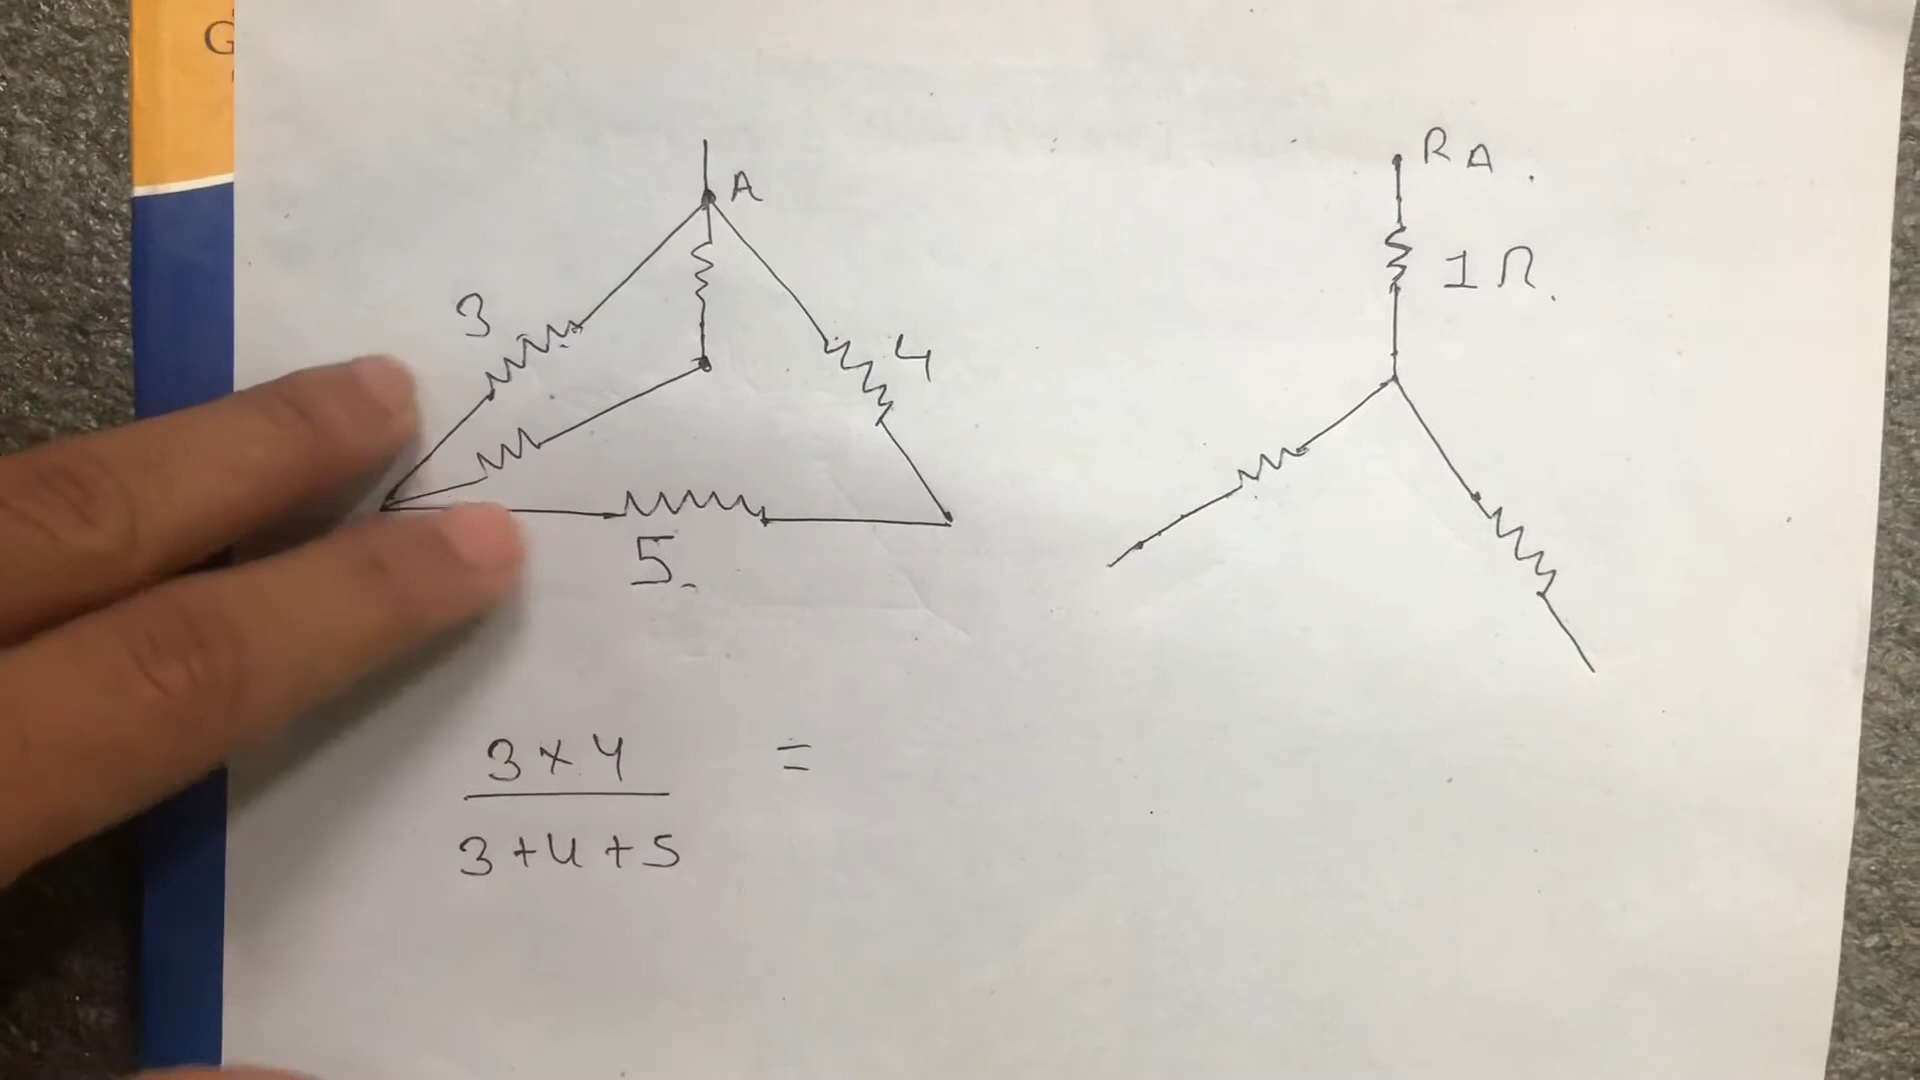 G
A
3
4
5.
RA.
1Ω.
3 × 4 =
3 + 4 + 5